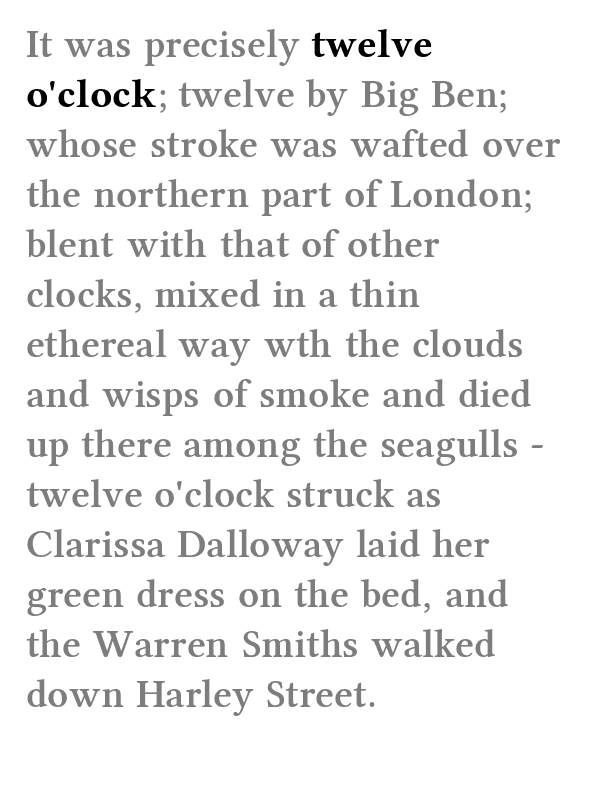 It was precisely twelve
o'clock; twelve by Big Ben;
whose stroke was wafted over
the northern part of London;
blent with that of other
clocks, mixed in a thin
ethereal way wth the clouds
and wisps of smoke and died
up there among the seagulls -
twelve o'clock struck as
Clarissa Dalloway laid her
green dress on the bed, and
the Warren Smiths walked
down Harley Street.